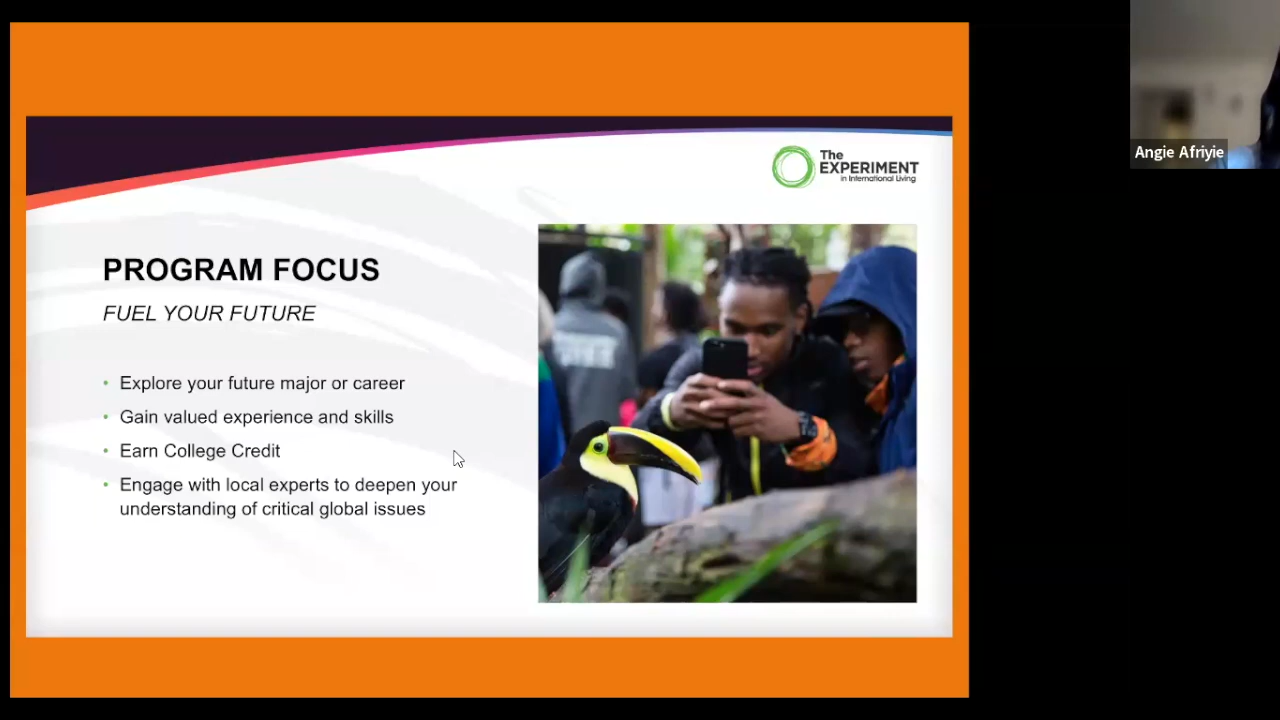 Angie Afriyie
The
EXPERIMENT
in International Living
PROGRAM FOCUS
FUEL YOUR FUTURE
• Explore your future major or career
• Gain valued experience and skills
• Earn College Credit
• Engage with local experts to deepen your
understanding of critical global issues